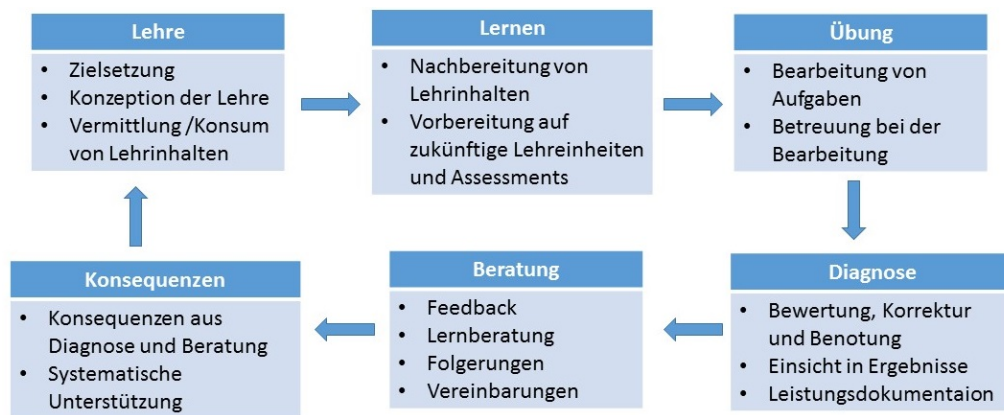 Lehre
• Zielsetzung
• Konzeption der Lehre
• Vermittlung /Konsum
von Lehrinhalten
Lernen
• Nachbereitung von
Lehrinhalten
• Vorbereitung auf
zukünftige Lehreinheiten
und Assessments
Übung
• Bearbeitung von
Aufgaben
• Betreuung bei der
Bearbeitung
Diagnose
• Bewertung, Korrektur
und Benotung
• Einsicht in Ergebnisse
• Leistungsdokumentaion
Beratung
• Feedback
• Lernberatung
• Folgerungen
• Vereinbarungen
Konsequenzen
• Konsequenzen aus
Diagnose und Beratung
• Systematische
Unterstützung